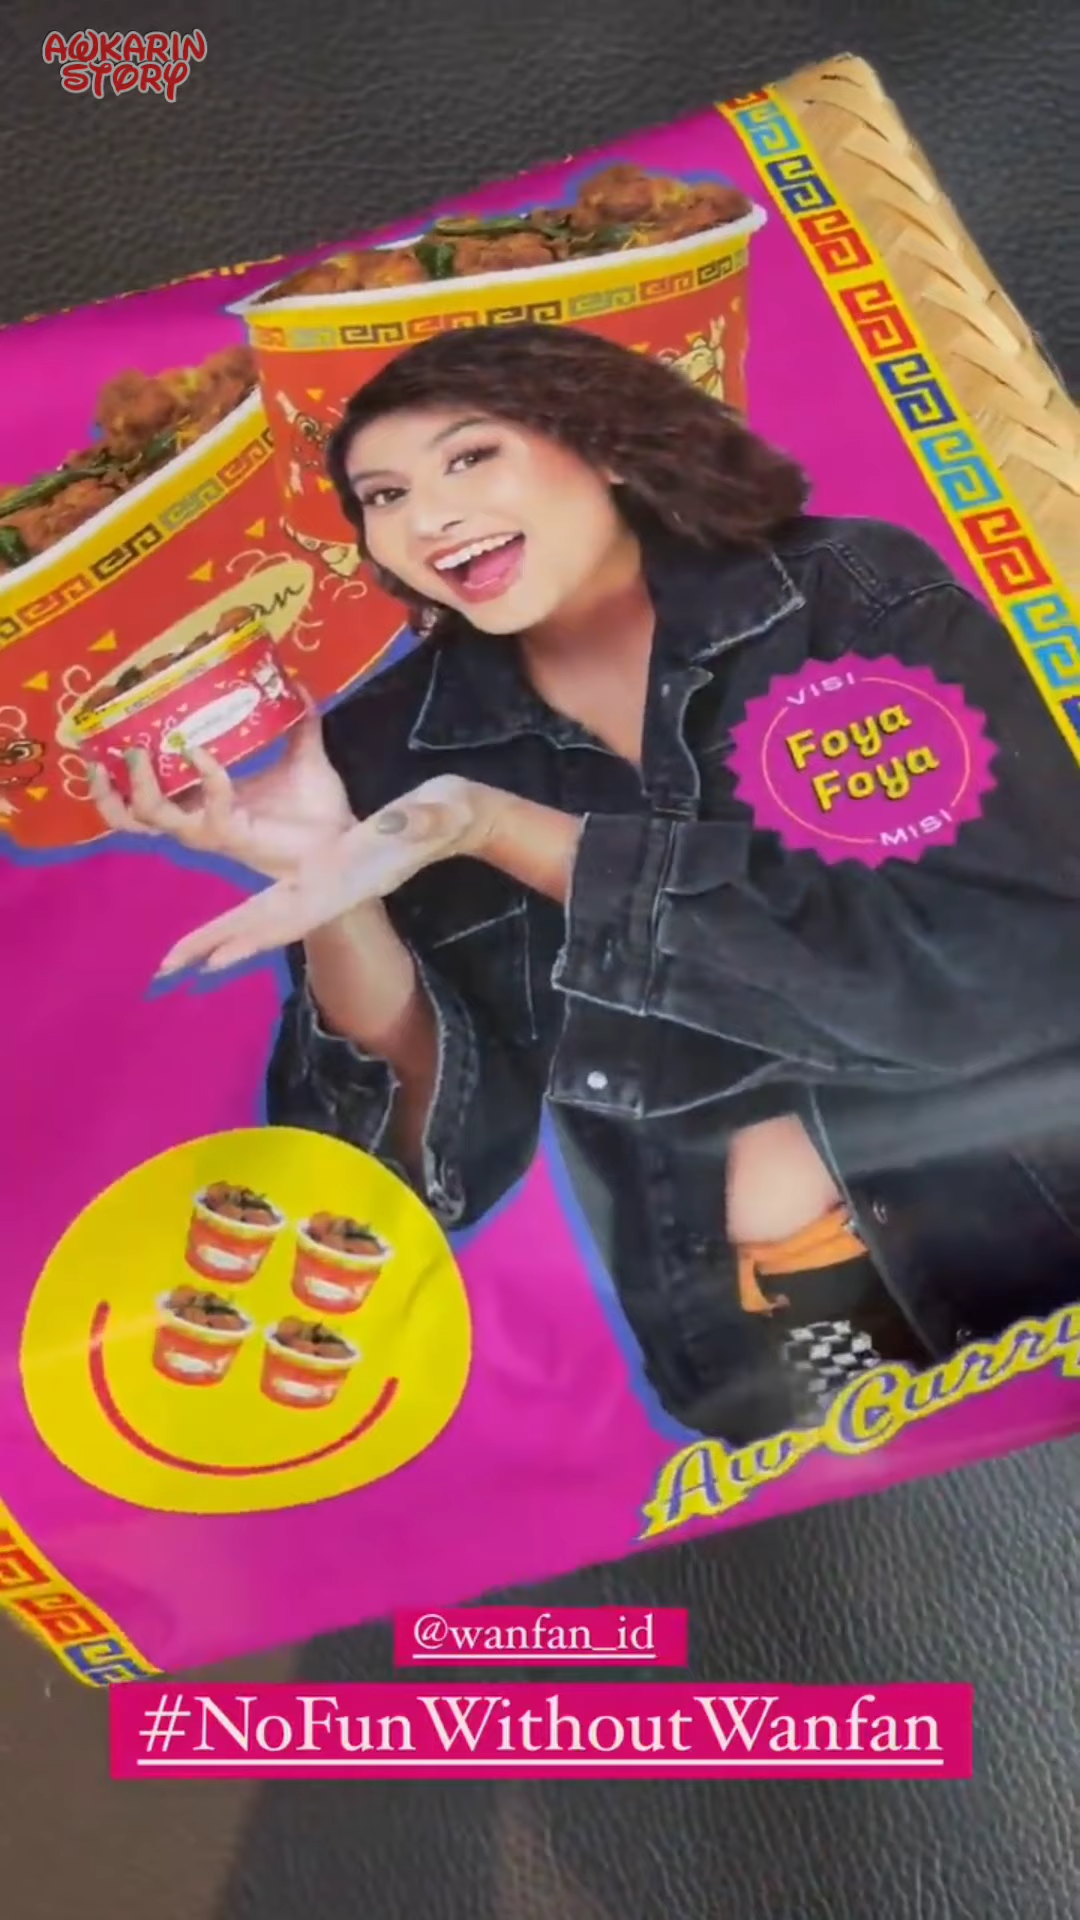 AWKARIN
STORY
VISI
Foya
Foya
MISI
Aw Curry
@wanfan_id
#NoFunWithoutWanfan